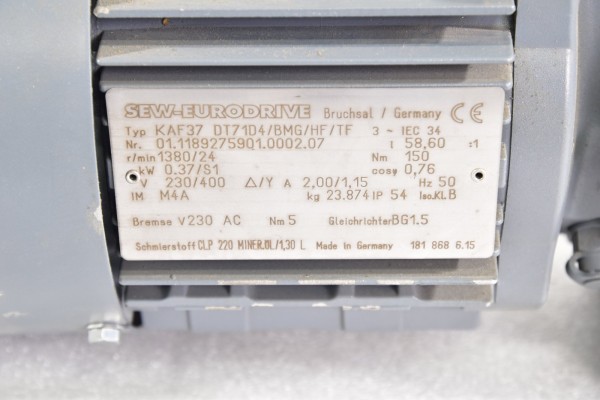 SEW-EURODRIVE Bruchsal / Germany CE
Typ KAF37 DT71D4/BMG/HF/TF 3 ~ IEC 34
Nr. 01.1189275901.0002.07 i 58,60 :1
r/min 1380/24 Nm 150
kW 0.37/S1 cosφ 0,76
V 230/400 Δ/Y A 2,00/1,15 Hz 50
IM M4A kg 23.874 IP 54 Iso.Kl. B
Bremse V 230 AC Nm 5 Gleichrichter BG1.5
Schmierstoff CLP 220 MINER.ÖL/1,30 L Made in Germany 181 868 6.15